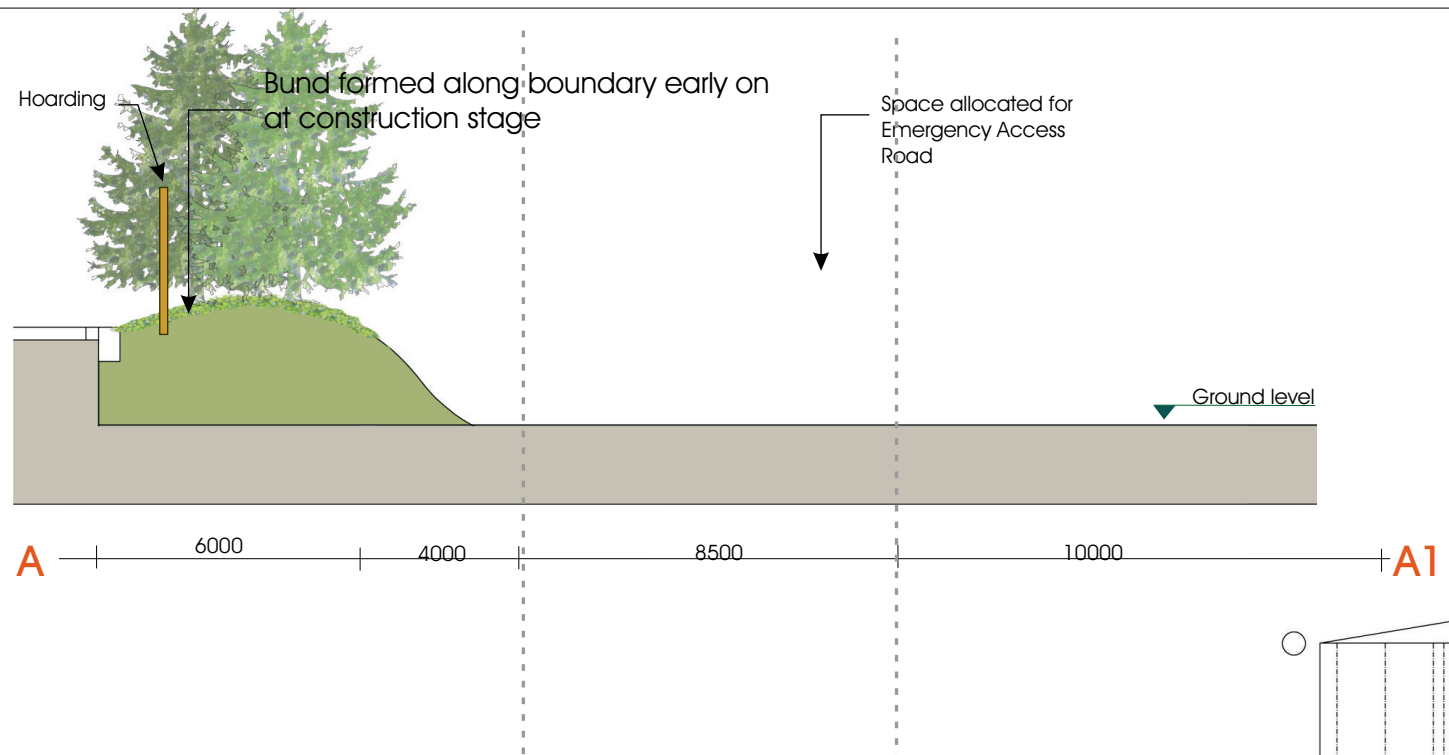 Hoarding
Bund formed along boundary early on
at construction stage
Space allocated for
Emergency Access
Road
Ground level
A 6000 4000 8500 10000 A1